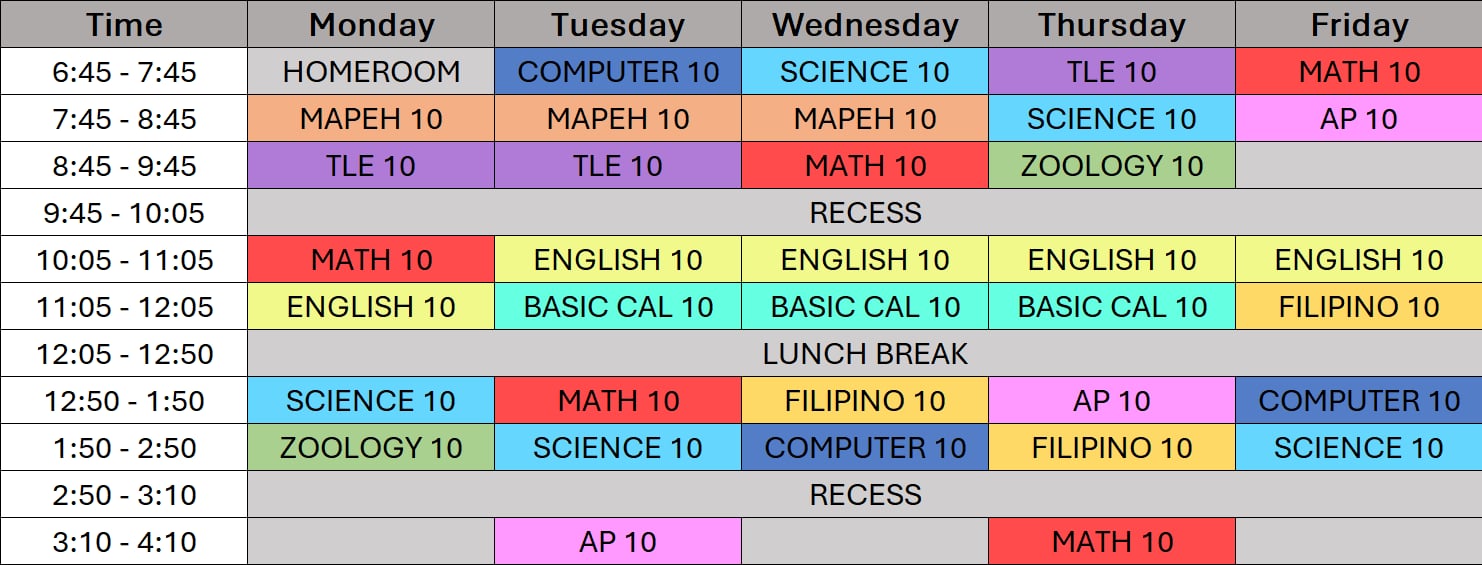 Time Monday Tuesday Wednesday Thursday Friday
6:45 - 7:45 HOMEROOM COMPUTER 10 SCIENCE 10 TLE 10 MATH 10
7:45 - 8:45 MAPEH 10 MAPEH 10 MAPEH 10 SCIENCE 10 AP 10
8:45 - 9:45 TLE 10 TLE 10 MATH 10 ZOOLOGY 10
9:45 - 10:05 RECESS
10:05 - 11:05 MATH 10 ENGLISH 10 ENGLISH 10 ENGLISH 10 ENGLISH 10
11:05 - 12:05 ENGLISH 10 BASIC CAL 10 BASIC CAL 10 BASIC CAL 10 FILIPINO 10
12:05 - 12:50 LUNCH BREAK
12:50 - 1:50 SCIENCE 10 MATH 10 FILIPINO 10 AP 10 COMPUTER 10
1:50 - 2:50 ZOOLOGY 10 SCIENCE 10 COMPUTER 10 FILIPINO 10 SCIENCE 10
2:50 - 3:10 RECESS
3:10 - 4:10 AP 10 MATH 10